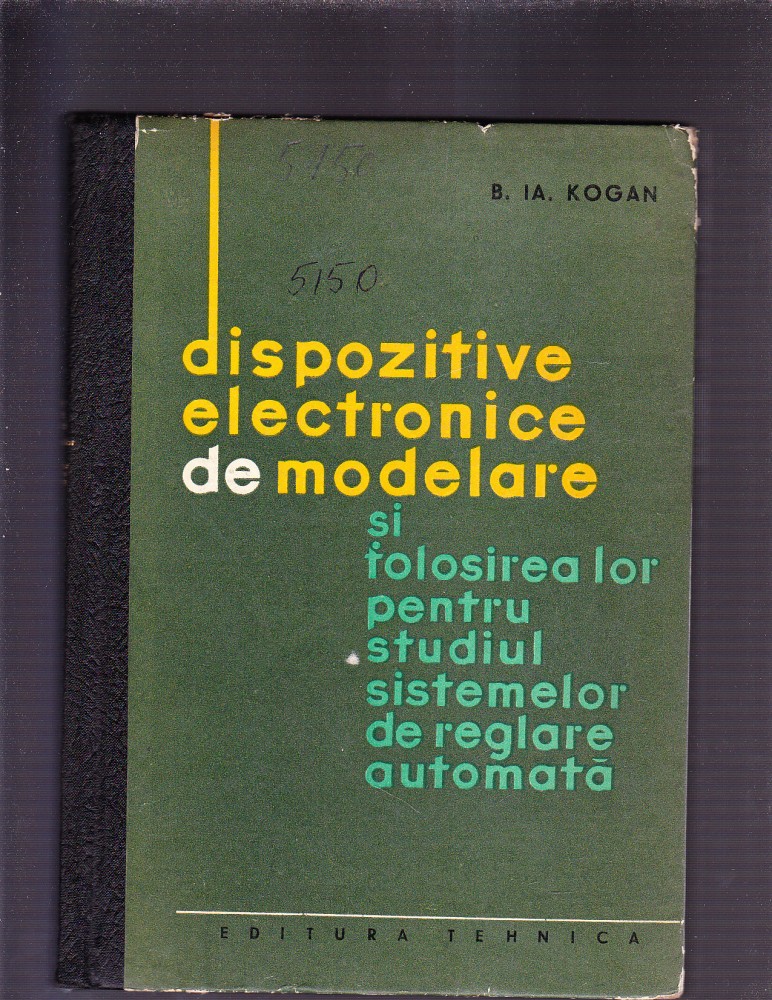 5150
B. IA. KOGAN
5150
dispozitive
electronice
de modelare
si
folosirea lor
pentru
studiul
sistemelor
de reglare
automată
EDITURA TEHNICA